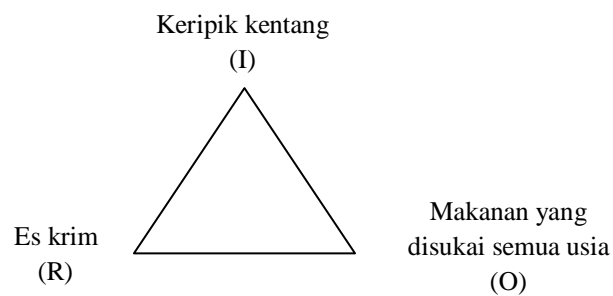 Keripik kentang
(I)
Es krim
(R)
Makanan yang
disukai semua usia
(O)